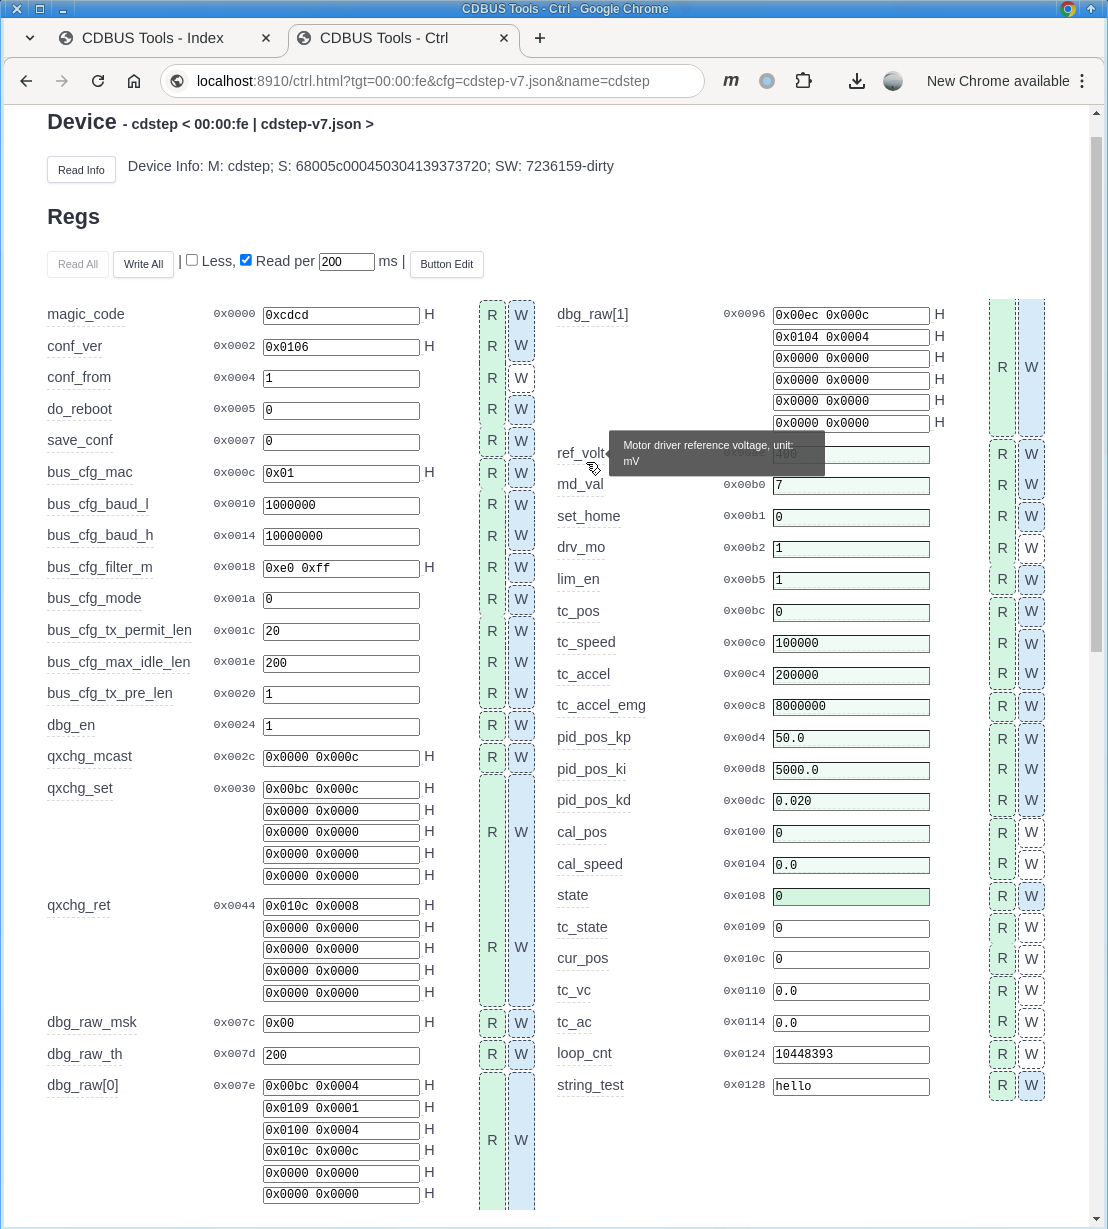 CDBUS Tools - Ctrl - Google Chrome
CDBUS Tools - Index
CDBUS Tools - Ctrl
localhost:8910/ctrl.html?tgt=00:00:fe&cfg=cdstep-v7.json&name=cdstep
m
New Chrome available
Device - cdstep < 00:00:fe | cdstep-v7.json >
Read Info Device Info: M: cdstep; S: 68005c000450304139373720; SW: 7236159-dirty
Regs
Read All Write All | Less, Read per 200 ms | Button Edit
magic_code 0x0000 0xcdcd H R W
conf_ver 0x0002 0x0106 H R W
conf_from 0x0004 1 R W
do_reboot 0x0005 0 R W
save_conf 0x0007 0 R W
bus_cfg_mac 0x000c 0x01 H R W
bus_cfg_baud_l 0x0010 1000000 R W
bus_cfg_baud_h 0x0014 10000000 R W
bus_cfg_filter_m 0x0018 0xe0 0xff H R W
bus_cfg_mode 0x001a 0 R W
bus_cfg_tx_permit_len 0x001c 20 R W
bus_cfg_max_idle_len 0x001e 200 R W
bus_cfg_tx_pre_len 0x0020 1 R W
dbg_en 0x0024 1 R W
qxchg_mcast 0x002c 0x0000 0x000c H R W
qxchg_set 0x0030 0x00bc 0x000c H
0x0000 0x0000 H
0x0000 0x0000 H R W
0x0000 0x0000 H
0x0000 0x0000 H
qxchg_ret 0x0044 0x010c 0x0008 H
0x0000 0x0000 H
0x0000 0x0000 H R W
0x0000 0x0000 H
0x0000 0x0000 H
dbg_raw_msk 0x007c 0x00 H R W
dbg_raw_th 0x007d 200 R W
dbg_raw[0] 0x007e 0x00bc 0x0004 H
0x0109 0x0001 H
0x0100 0x0004 H R W
0x010c 0x000c H
0x0000 0x0000 H
0x0000 0x0000 H
dbg_raw[1] 0x0096 0x00ec 0x000c H
0x0104 0x0004 H
0x0000 0x0000 H R W
0x0000 0x0000 H
0x0000 0x0000 H
0x0000 0x0000 H
ref_volt 400 R W
Motor driver reference voltage, unit:
mV
md_val 0x00b0 7 R W
set_home 0x00b1 0 R W
drv_mo 0x00b2 1 R W
lim_en 0x00b5 1 R W
tc_pos 0x00bc 0 R W
tc_speed 0x00c0 100000 R W
tc_accel 0x00c4 200000 R W
tc_accel_emg 0x00c8 8000000 R W
pid_pos_kp 0x00d4 50.0 R W
pid_pos_ki 0x00d8 5000.0 R W
pid_pos_kd 0x00dc 0.020 R W
cal_pos 0x0100 0 R W
cal_speed 0x0104 0.0 R W
state 0x0108 0 R W
tc_state 0x0109 0 R W
cur_pos 0x010c 0 R W
tc_vc 0x0110 0.0 R W
tc_ac 0x0114 0.0 R W
loop_cnt 0x0124 10448393 R W
string_test 0x0128 hello R W